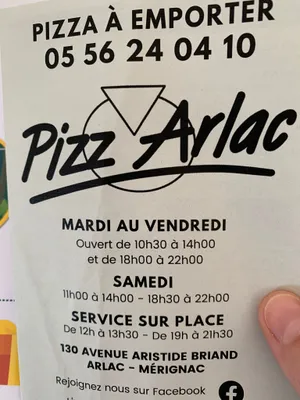 PIZZA À EMPORTER
05 56 24 04 10
Pizz Arlac
MARDI AU VENDREDI
Ouvert de 10h30 à 14h00
et de 18h00 à 22h00
SAMEDI
11h00 à 14h00 - 18h30 à 22h00
SERVICE SUR PLACE
De 12h à 13h30 - De 19h à 21h30
130 AVENUE ARISTIDE BRIAND
ARLAC - MÉRIGNAC
Rejoignez nous sur Facebook